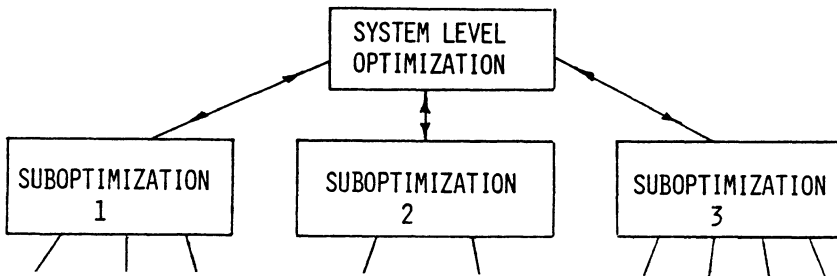 SYSTEM LEVEL
OPTIMIZATION
SUBOPTIMIZATION
1
SUBOPTIMIZATION
2
SUBOPTIMIZATION
3